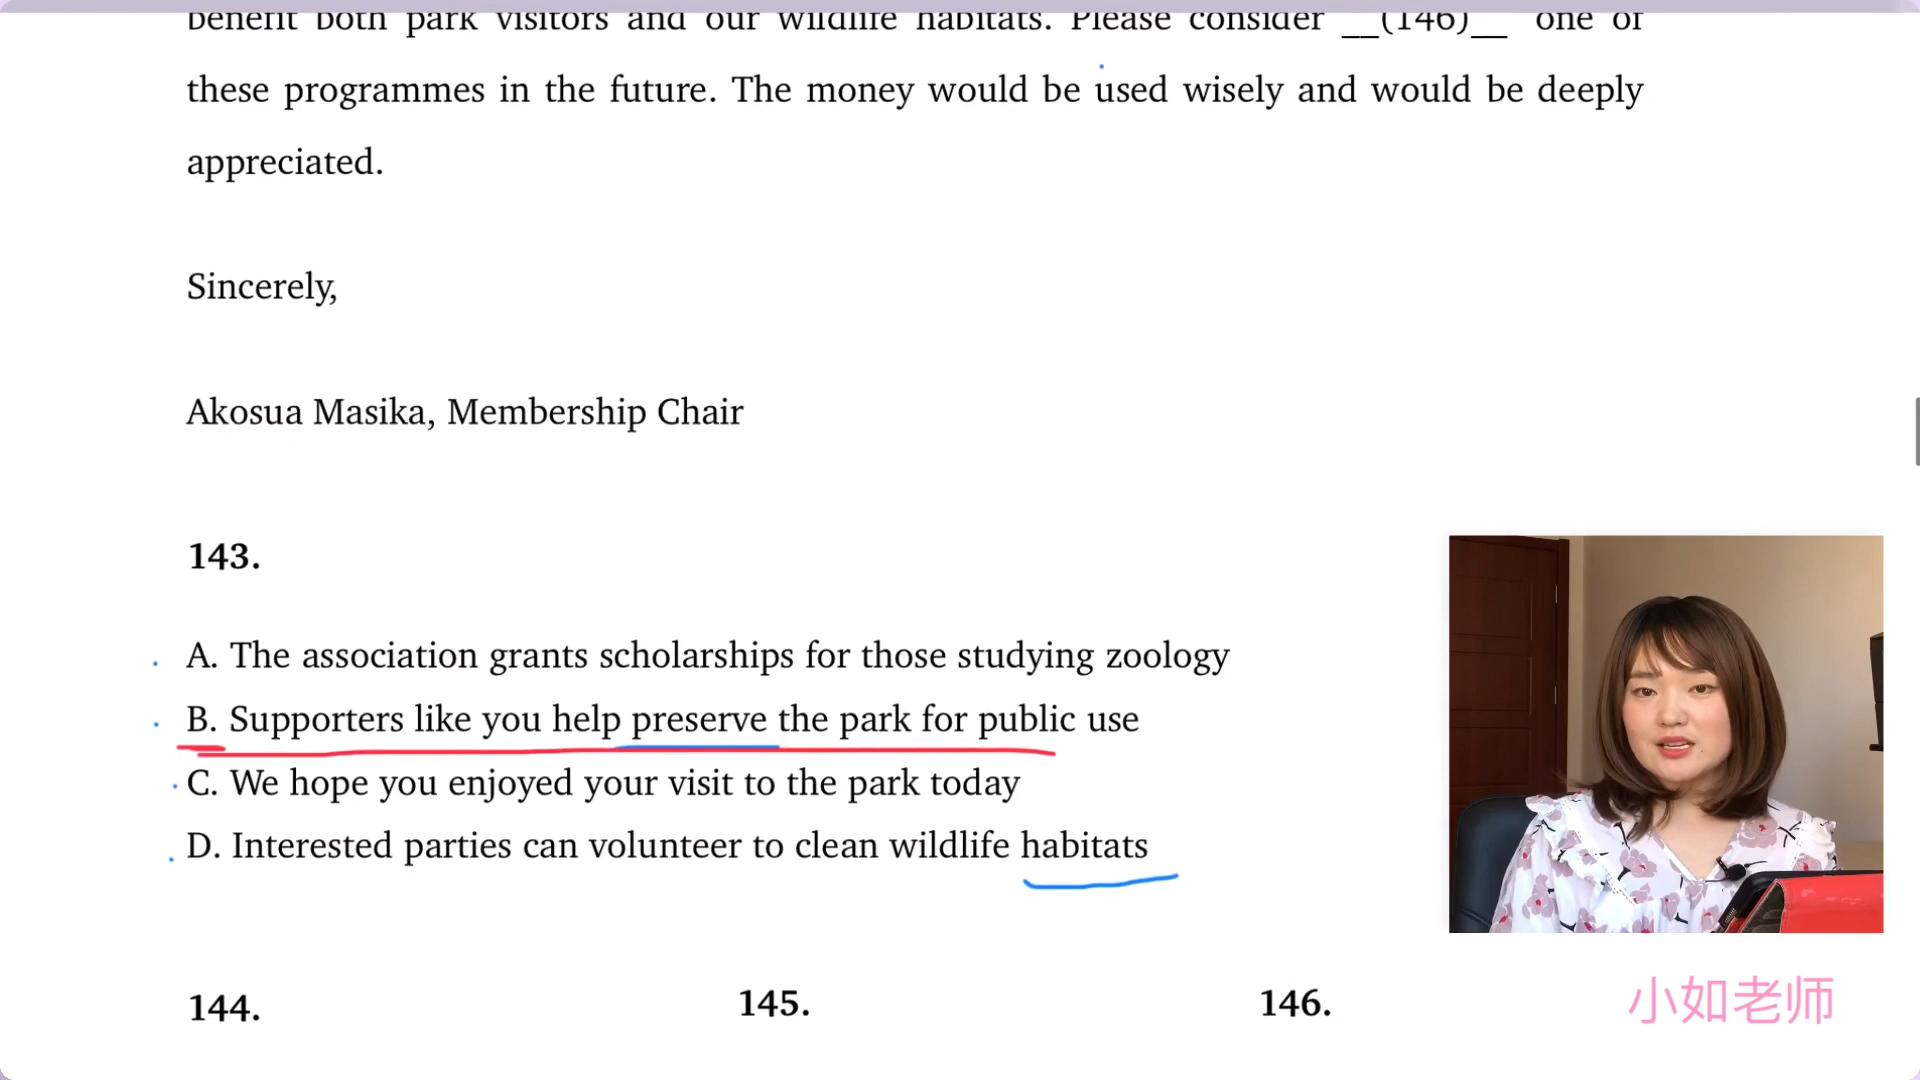 benefit both park visitors and our wildlife habitats. Please consider __(146)__ one of
these programmes in the future. The money would be used wisely and would be deeply
appreciated.
Sincerely,
Akosua Masika, Membership Chair
143.
A. The association grants scholarships for those studying zoology
B. Supporters like you help preserve the park for public use
C. We hope you enjoyed your visit to the park today
D. Interested parties can volunteer to clean wildlife habitats
144. 145. 146.
小如老师